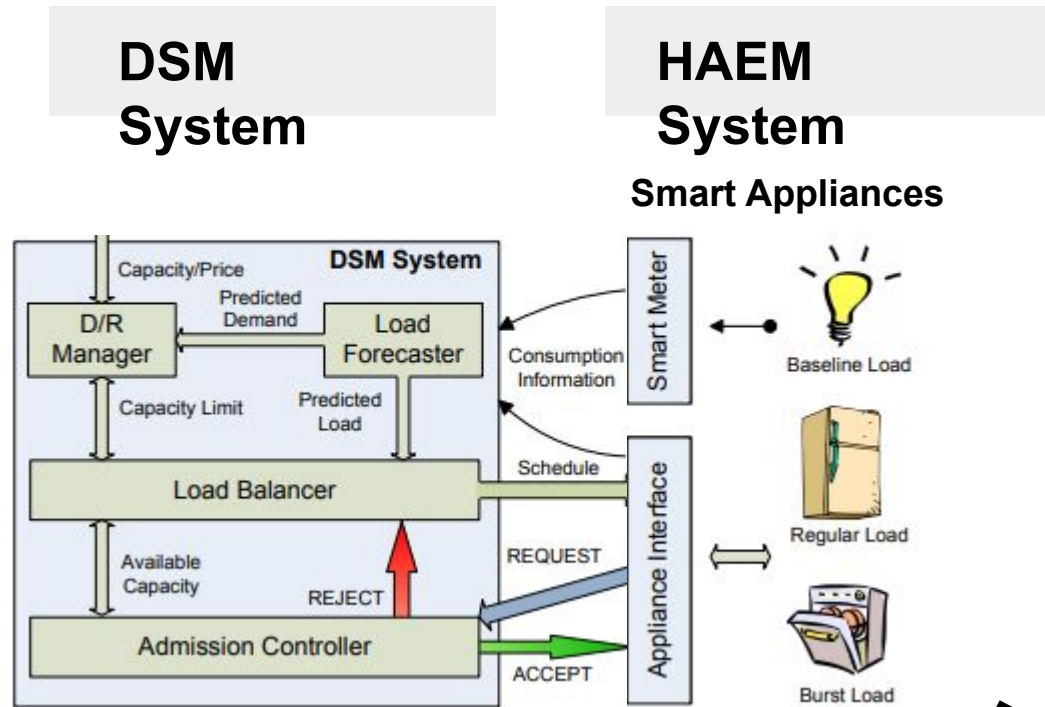 DSM
System
HAEM
System
Smart Appliances
DSM System
Capacity/Price
Predicted
Demand
D/R
Manager
Load
Forecaster
Capacity Limit
Predicted
Load
Load Balancer
Available
Capacity
REJECT
Admission Controller
Consumption
Information
Schedule
REQUEST
ACCEPT
Smart Meter
Appliance Interface
Baseline Load
Regular Load
Burst Load